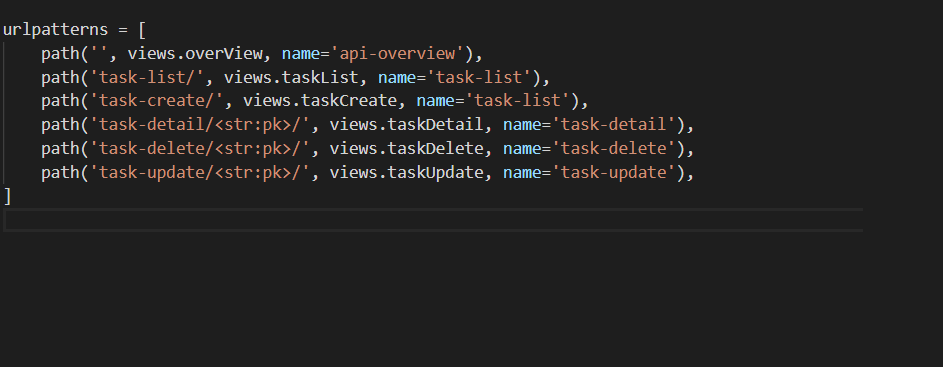 urlpatterns = [
    path('', views.overView, name='api-overview'),
    path('task-list/', views.taskList, name='task-list'),
    path('task-create/', views.taskCreate, name='task-list'),
    path('task-detail/<str:pk>/', views.taskDetail, name='task-detail'),
    path('task-delete/<str:pk>/', views.taskDelete, name='task-delete'),
    path('task-update/<str:pk>/', views.taskUpdate, name='task-update'),
]